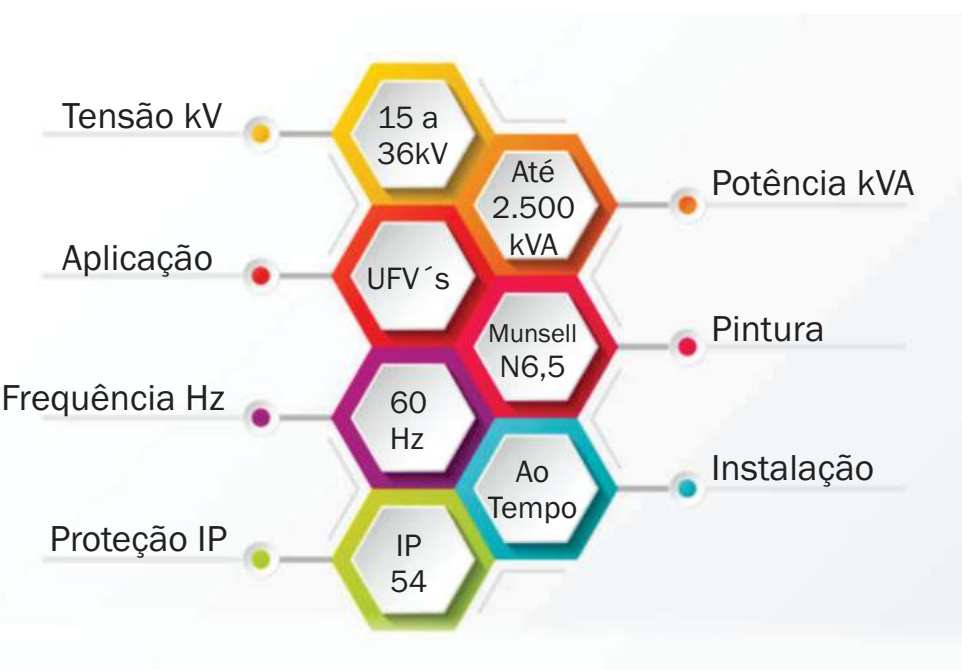 Tensão kV
15 a
36kV
Até
2.500
kVA
Potência kVA
Aplicação
UFV´s
Munsell
N6,5
Pintura
Frequência Hz
60
Hz
Ao
Tempo
Instalação
Proteção IP
IP
54